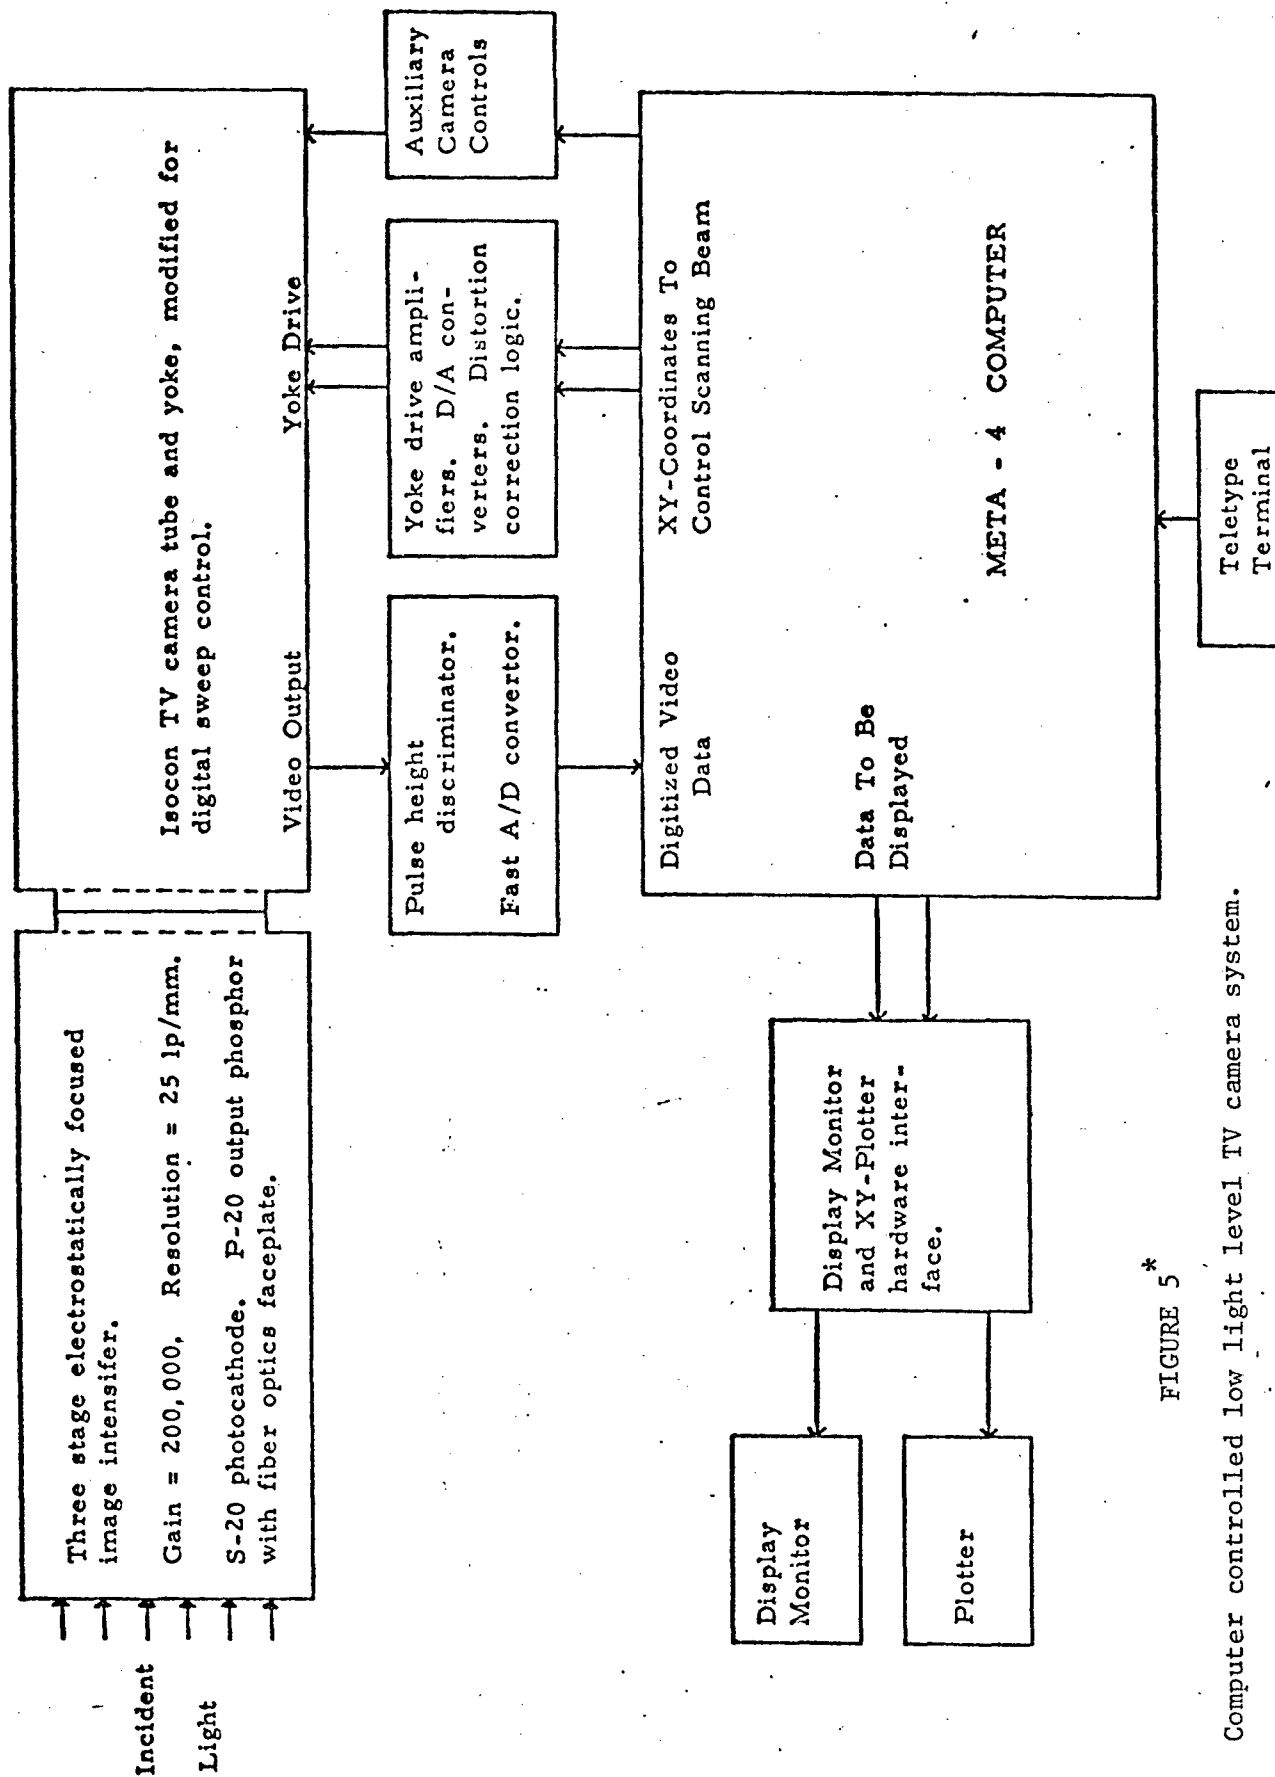 Incident
Light
Three stage electrostatically focused
image intensifer.
Gain = 200,000, Resolution = 25 lp/mm.
S-20 photocathode. P-20 output phosphor
with fiber optics faceplate.
Isocon TV camera tube and yoke, modified for
digital sweep control.
Video Output
Yoke Drive
Pulse height
discriminator.
Fast A/D convertor.
Yoke drive ampli-
fiers. D/A con-
verters. Distortion
correction logic.
Auxiliary
Camera
Controls
Digitized Video
Data
XY-Coordinates To
Control Scanning Beam
Data To Be
Displayed
META - 4 COMPUTER
Display Monitor
and XY-Plotter
hardware inter-
face.
Display
Monitor
Plotter
Teletype
Terminal
FIGURE 5*
Computer controlled low light level TV camera system.